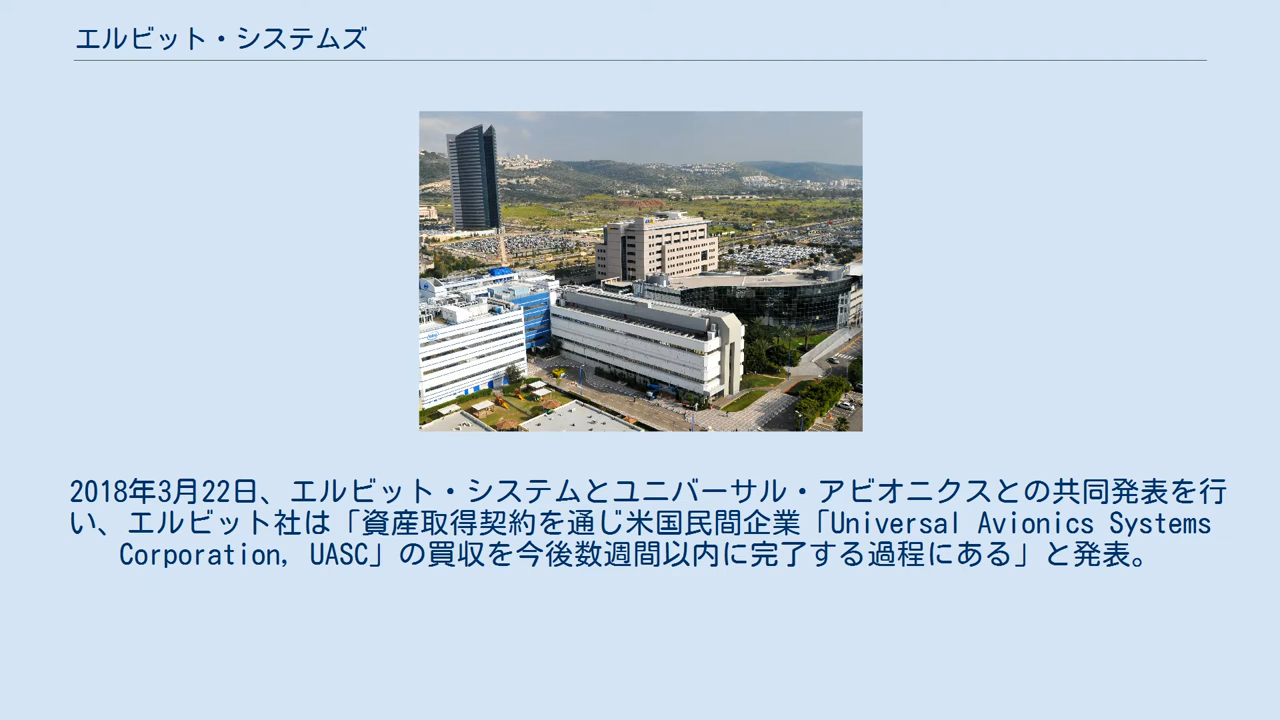 エルビット・システムズ
2018年3月22日、エルビット・システムとユニバーサル・アビオニクスとの共同発表を行
い、エルビット社は「資産取得契約を通じ米国民間企業「Universal Avionics Systems
Corporation, UASC」の買収を今後数週間以内に完了する過程にある」と発表。